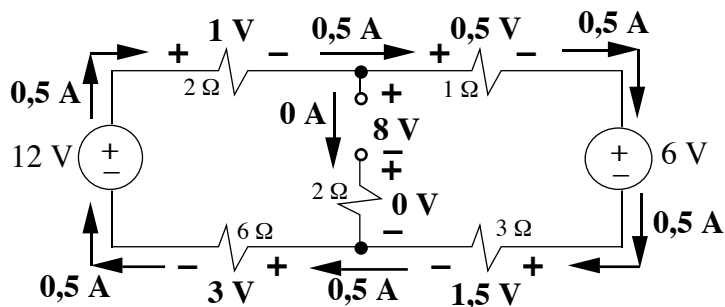 1 V 0,5 A 0,5 V 0,5 A
+ − + −
0,5 A 2 Ω 1 Ω
+
0 A 8 V
12 V + − − + − 6 V
+
2 Ω 0 V
6 Ω − 3 Ω 0,5 A
0,5 A − + 0,5 A − +
3 V 1,5 V